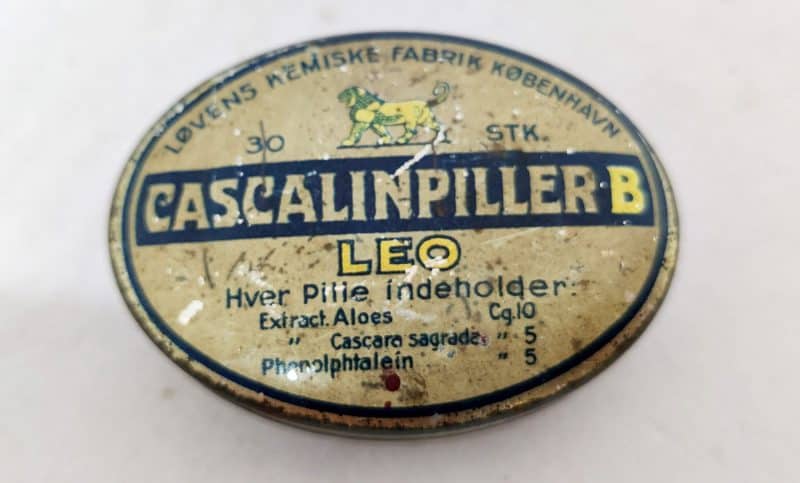 LØVENS KEMISKE FABRIK KØBENHAVN
30 STK.
CASCALINPILLER B
LEO
Hver Pille indeholder:
Extract. Aloes Cg. 10
" Cascara sagrada " 5
Phenolphtalein " " 5